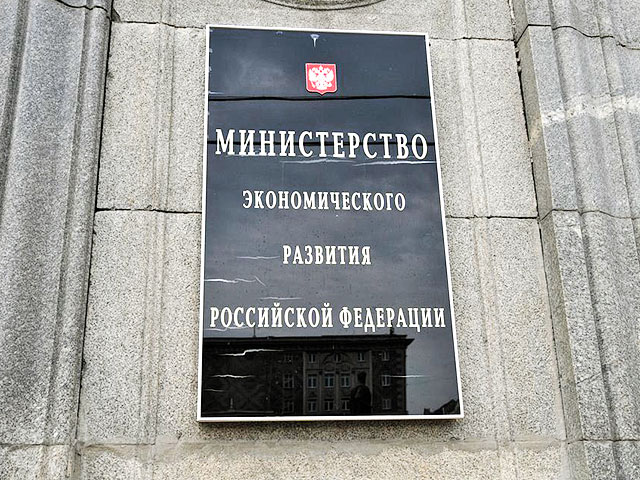 МИНИСТЕРСТВО
ЭКОНОМИЧЕСКОГО
РАЗВИТИЯ
РОССИЙСКОЙ ФЕДЕРАЦИИ